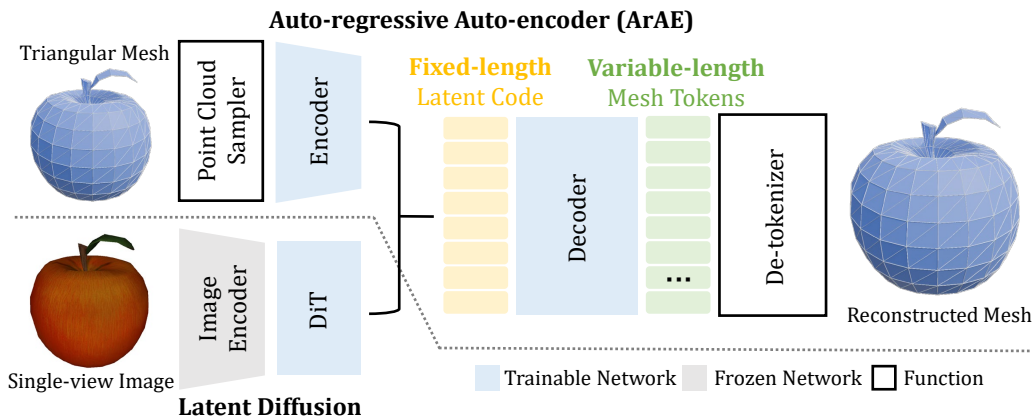 Auto-regressive Auto-encoder (ArAE)
Triangular Mesh
Point Cloud
Sampler
Encoder
Fixed-length
Latent Code
Variable-length
Mesh Tokens
Decoder
...
De-tokenizer
Reconstructed Mesh
Image
Encoder
DiT
Single-view Image
Latent Diffusion
Trainable Network
Frozen Network
Function